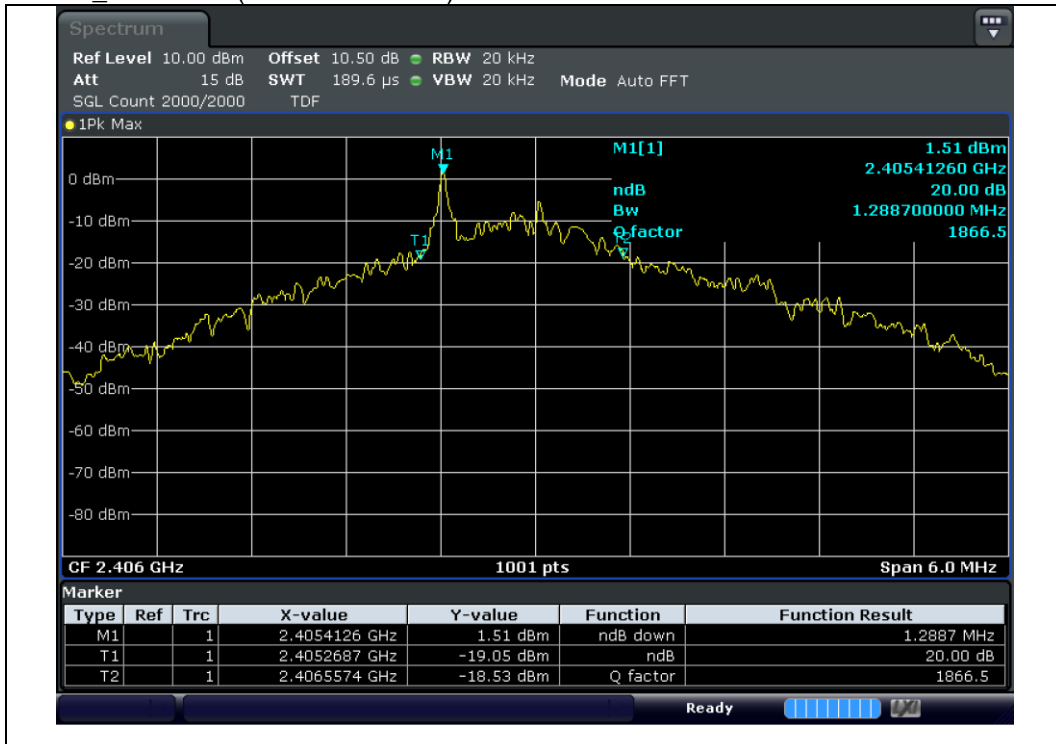 Spectrum
Ref Level 10.00 dBm Offset 10.50 dB RBW 20 kHz
Att 15 dB SWT 189.6 µs VBW 20 kHz Mode Auto FFT
SGL Count 2000/2000 TDF
1Pk Max
M1[1] 1.51 dBm
2.40541260 GHz
ndB 20.00 dB
Bw 1.288700000 MHz
Q factor 1866.5
M1
T1
T2
0 dBm
-10 dBm
-20 dBm
-30 dBm
-40 dBm
-50 dBm
-60 dBm
-70 dBm
-80 dBm
CF 2.406 GHz 1001 pts Span 6.0 MHz
Marker
Type Ref Trc X-value Y-value Function Function Result
M1 1 2.4054126 GHz 1.51 dBm ndB down 1.2887 MHz
T1 1 2.4052687 GHz -19.05 dBm ndB 20.00 dB
T2 1 2.4065574 GHz -18.53 dBm Q factor 1866.5
Ready